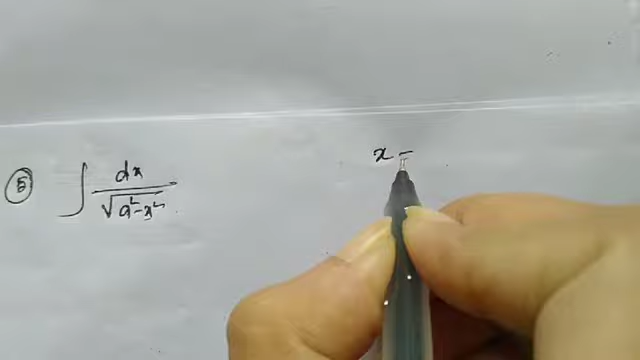 ⑤ ∫ dx / √(a²-x²)
x =